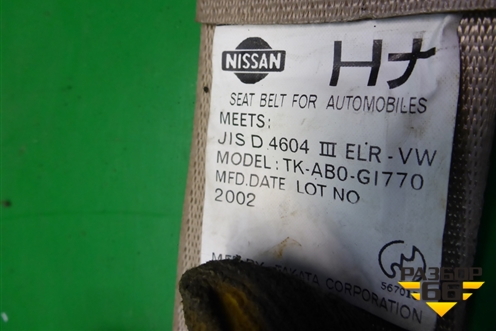 NISSAN
Hナ
SEAT BELT FOR AUTOMOBILES
MEETS:
JIS D 4604 III ELR-VW
MODEL: TK-AB0-G1770
MFD.DATE LOT NO
2002
TAKATA CORPORATION
РАЗБОР
66